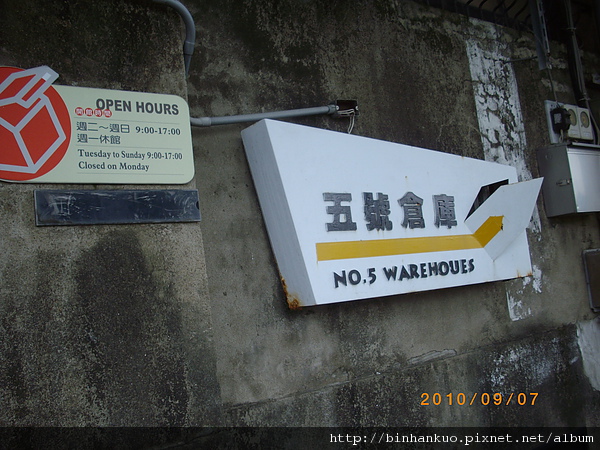 OPEN HOURS
開館時間
週二～週日 9:00-17:00
週一休館
Tuesday to Sunday 9:00-17:00
Closed on Monday
五號倉庫
NO.5 WAREHOUES
2010/09/07
http://binhankuo.pixnet.net/album